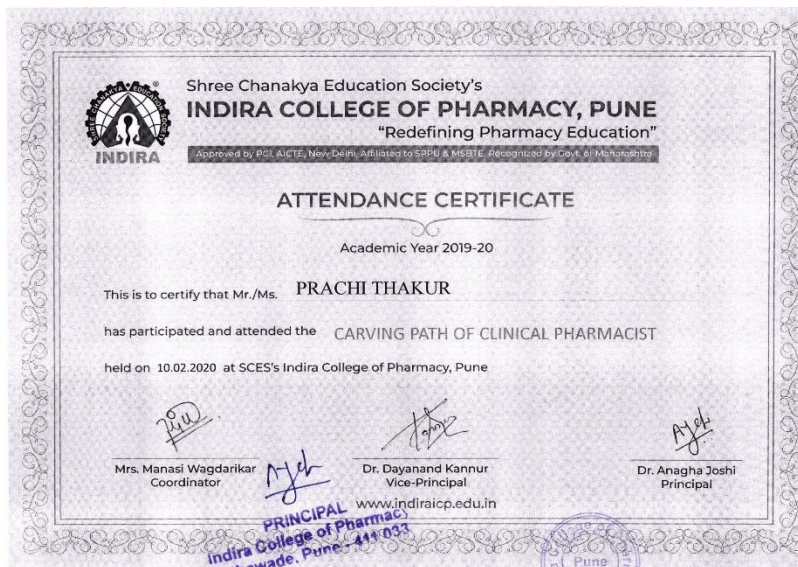 Shree Chanakya Education Society's
INDIRA COLLEGE OF PHARMACY, PUNE
"Redefining Pharmacy Education"
Approved by PCI, AICTE, New Delhi, Affiliated to SPPU & MSBTE, Recognized by Govt. of Maharashtra
SHREE CHANAKYA EDUCATION SOCIETY
INDIRA
ATTENDANCE CERTIFICATE
Academic Year 2019-20
This is to certify that Mr./Ms. PRACHI THAKUR
has participated and attended the CARVING PATH OF CLINICAL PHARMACIST
held on 10.02.2020 at SCES's Indira College of Pharmacy, Pune
Mrs. Manasi Wagdarikar
Coordinator
Dr. Dayanand Kannur
Vice-Principal
Dr. Anagha Joshi
Principal
www.indiraicp.edu.in
PRINCIPAL
Indira College of Pharmacy
Pune - 411 033
Pune